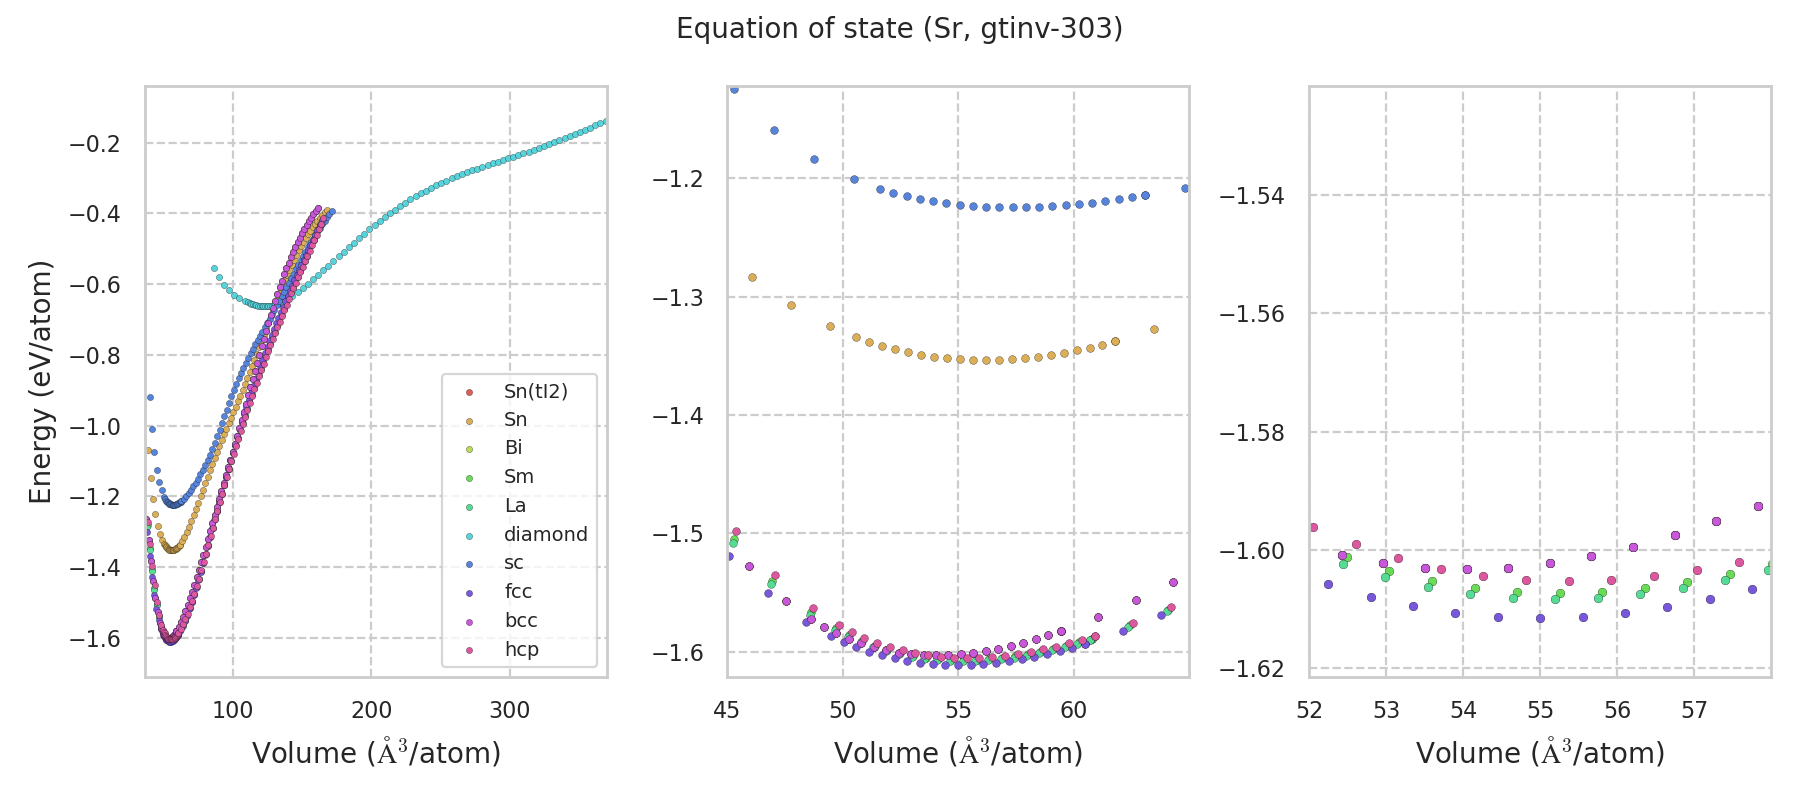 Equation of state (Sr, gtinv-303)
Energy (eV/atom)
−0.2
−0.4
−0.6
−0.8
−1.0
−1.2
−1.4
−1.6
100 200 300
Volume (Å³/atom)
Sn(tI2)
Sn
Bi
Sm
La
diamond
sc
fcc
bcc
hcp
−1.2
−1.3
−1.4
−1.5
−1.6
45 50 55 60
Volume (Å³/atom)
−1.54
−1.56
−1.58
−1.60
−1.62
52 53 54 55 56 57
Volume (Å³/atom)